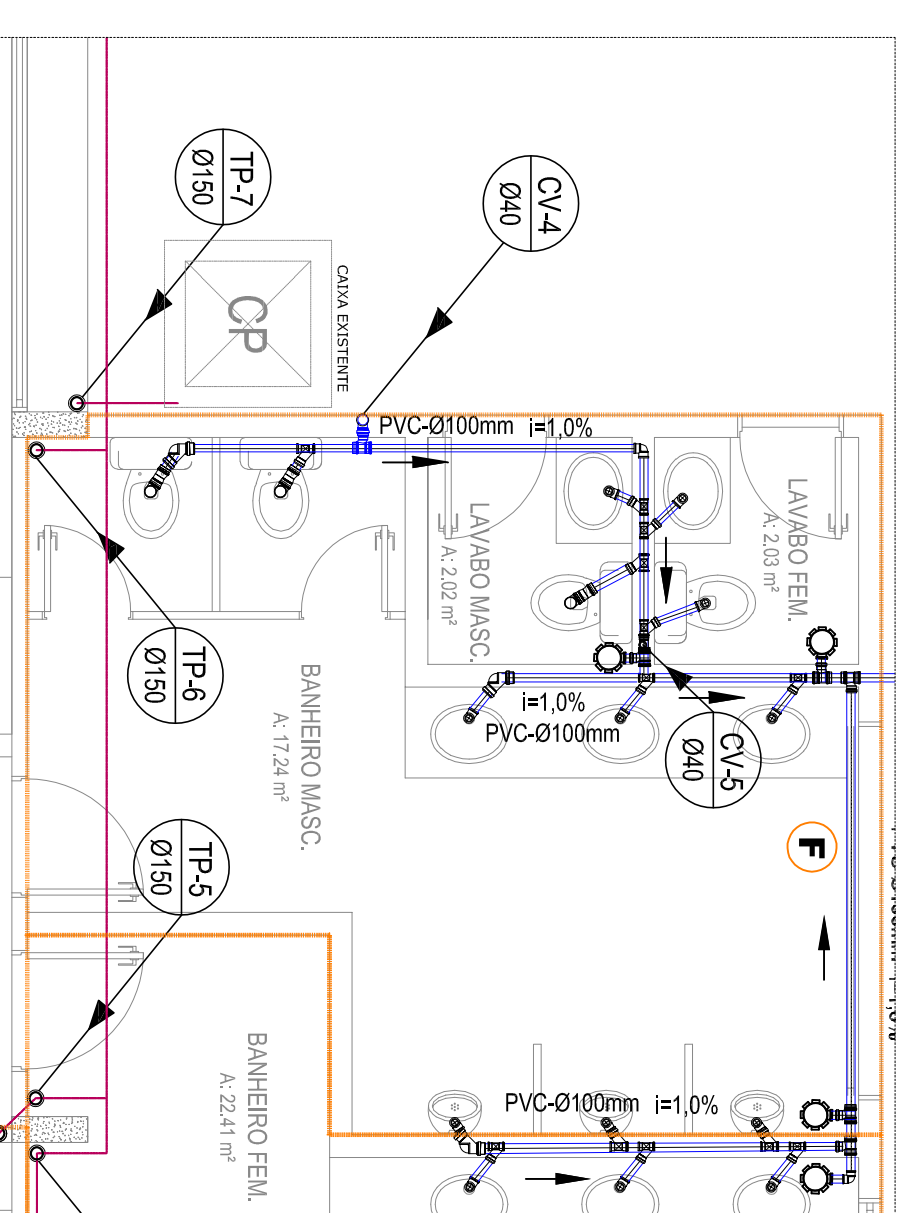 TP-7
Ø150
CV-4
Ø40
CAIXA EXISTENTE
CP
PVC-Ø100mm i=1,0%
LAVABO MASC.
A: 2.02 m²
LAVABO FEM.
A: 2.03 m²
TP-6
Ø150
BANHEIRO MASC.
A: 17.24 m²
i=1,0%
PVC-Ø100mm
CV-5
Ø40
F
TP-5
Ø150
BANHEIRO FEM.
A: 22.41 m²
PVC-Ø100mm i=1,0%